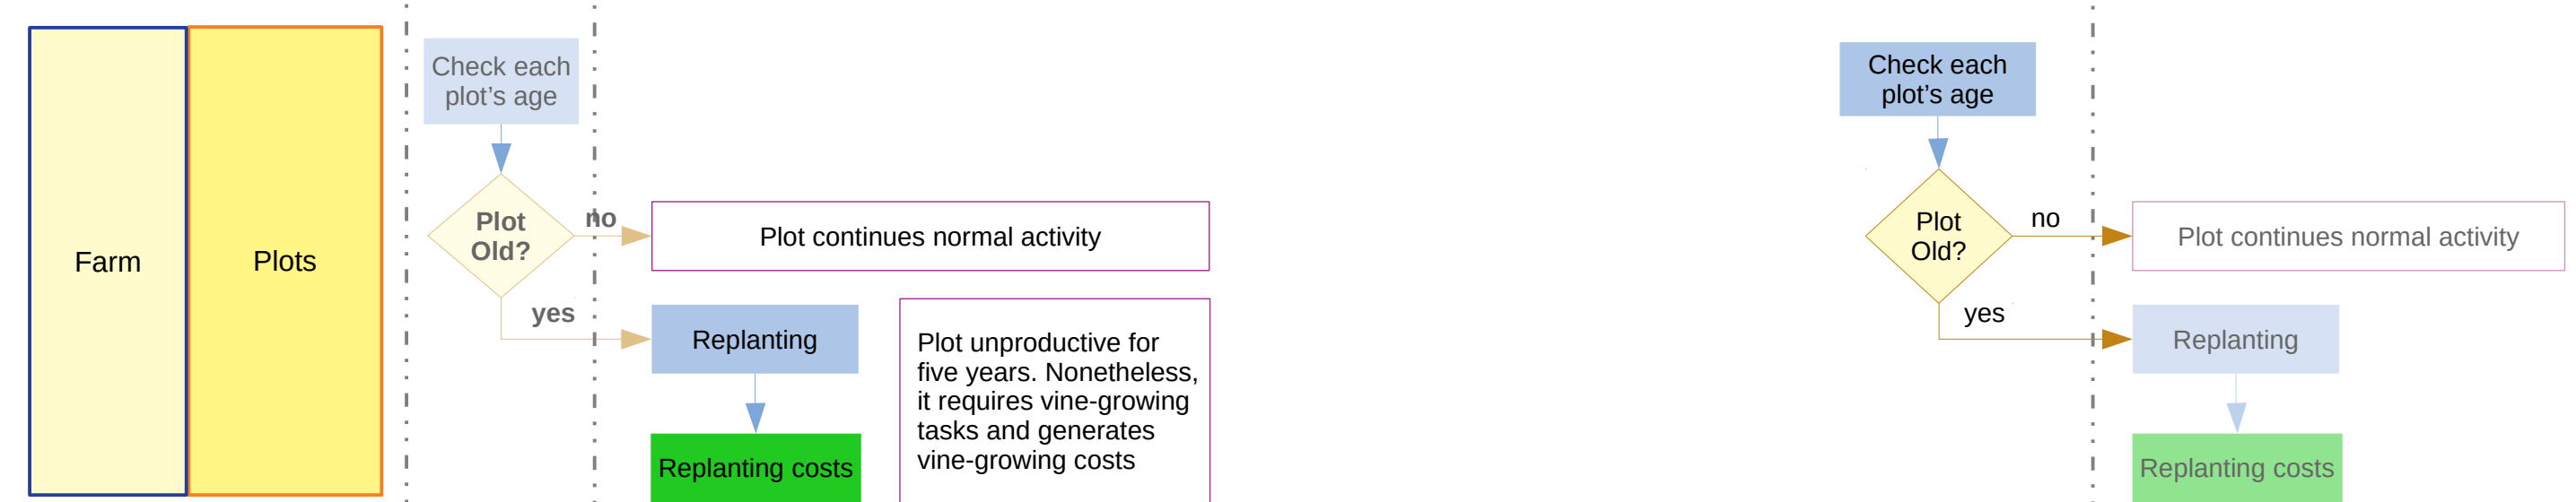 Farm
Plots
Check each
plot’s age
Plot
Old?
no
yes
Plot continues normal activity
Replanting
Replanting costs
Plot unproductive for
five years. Nonetheless,
it requires vine-growing
tasks and generates
vine-growing costs
Check each
plot’s age
Plot
Old?
no
yes
Plot continues normal activity
Replanting
Replanting costs